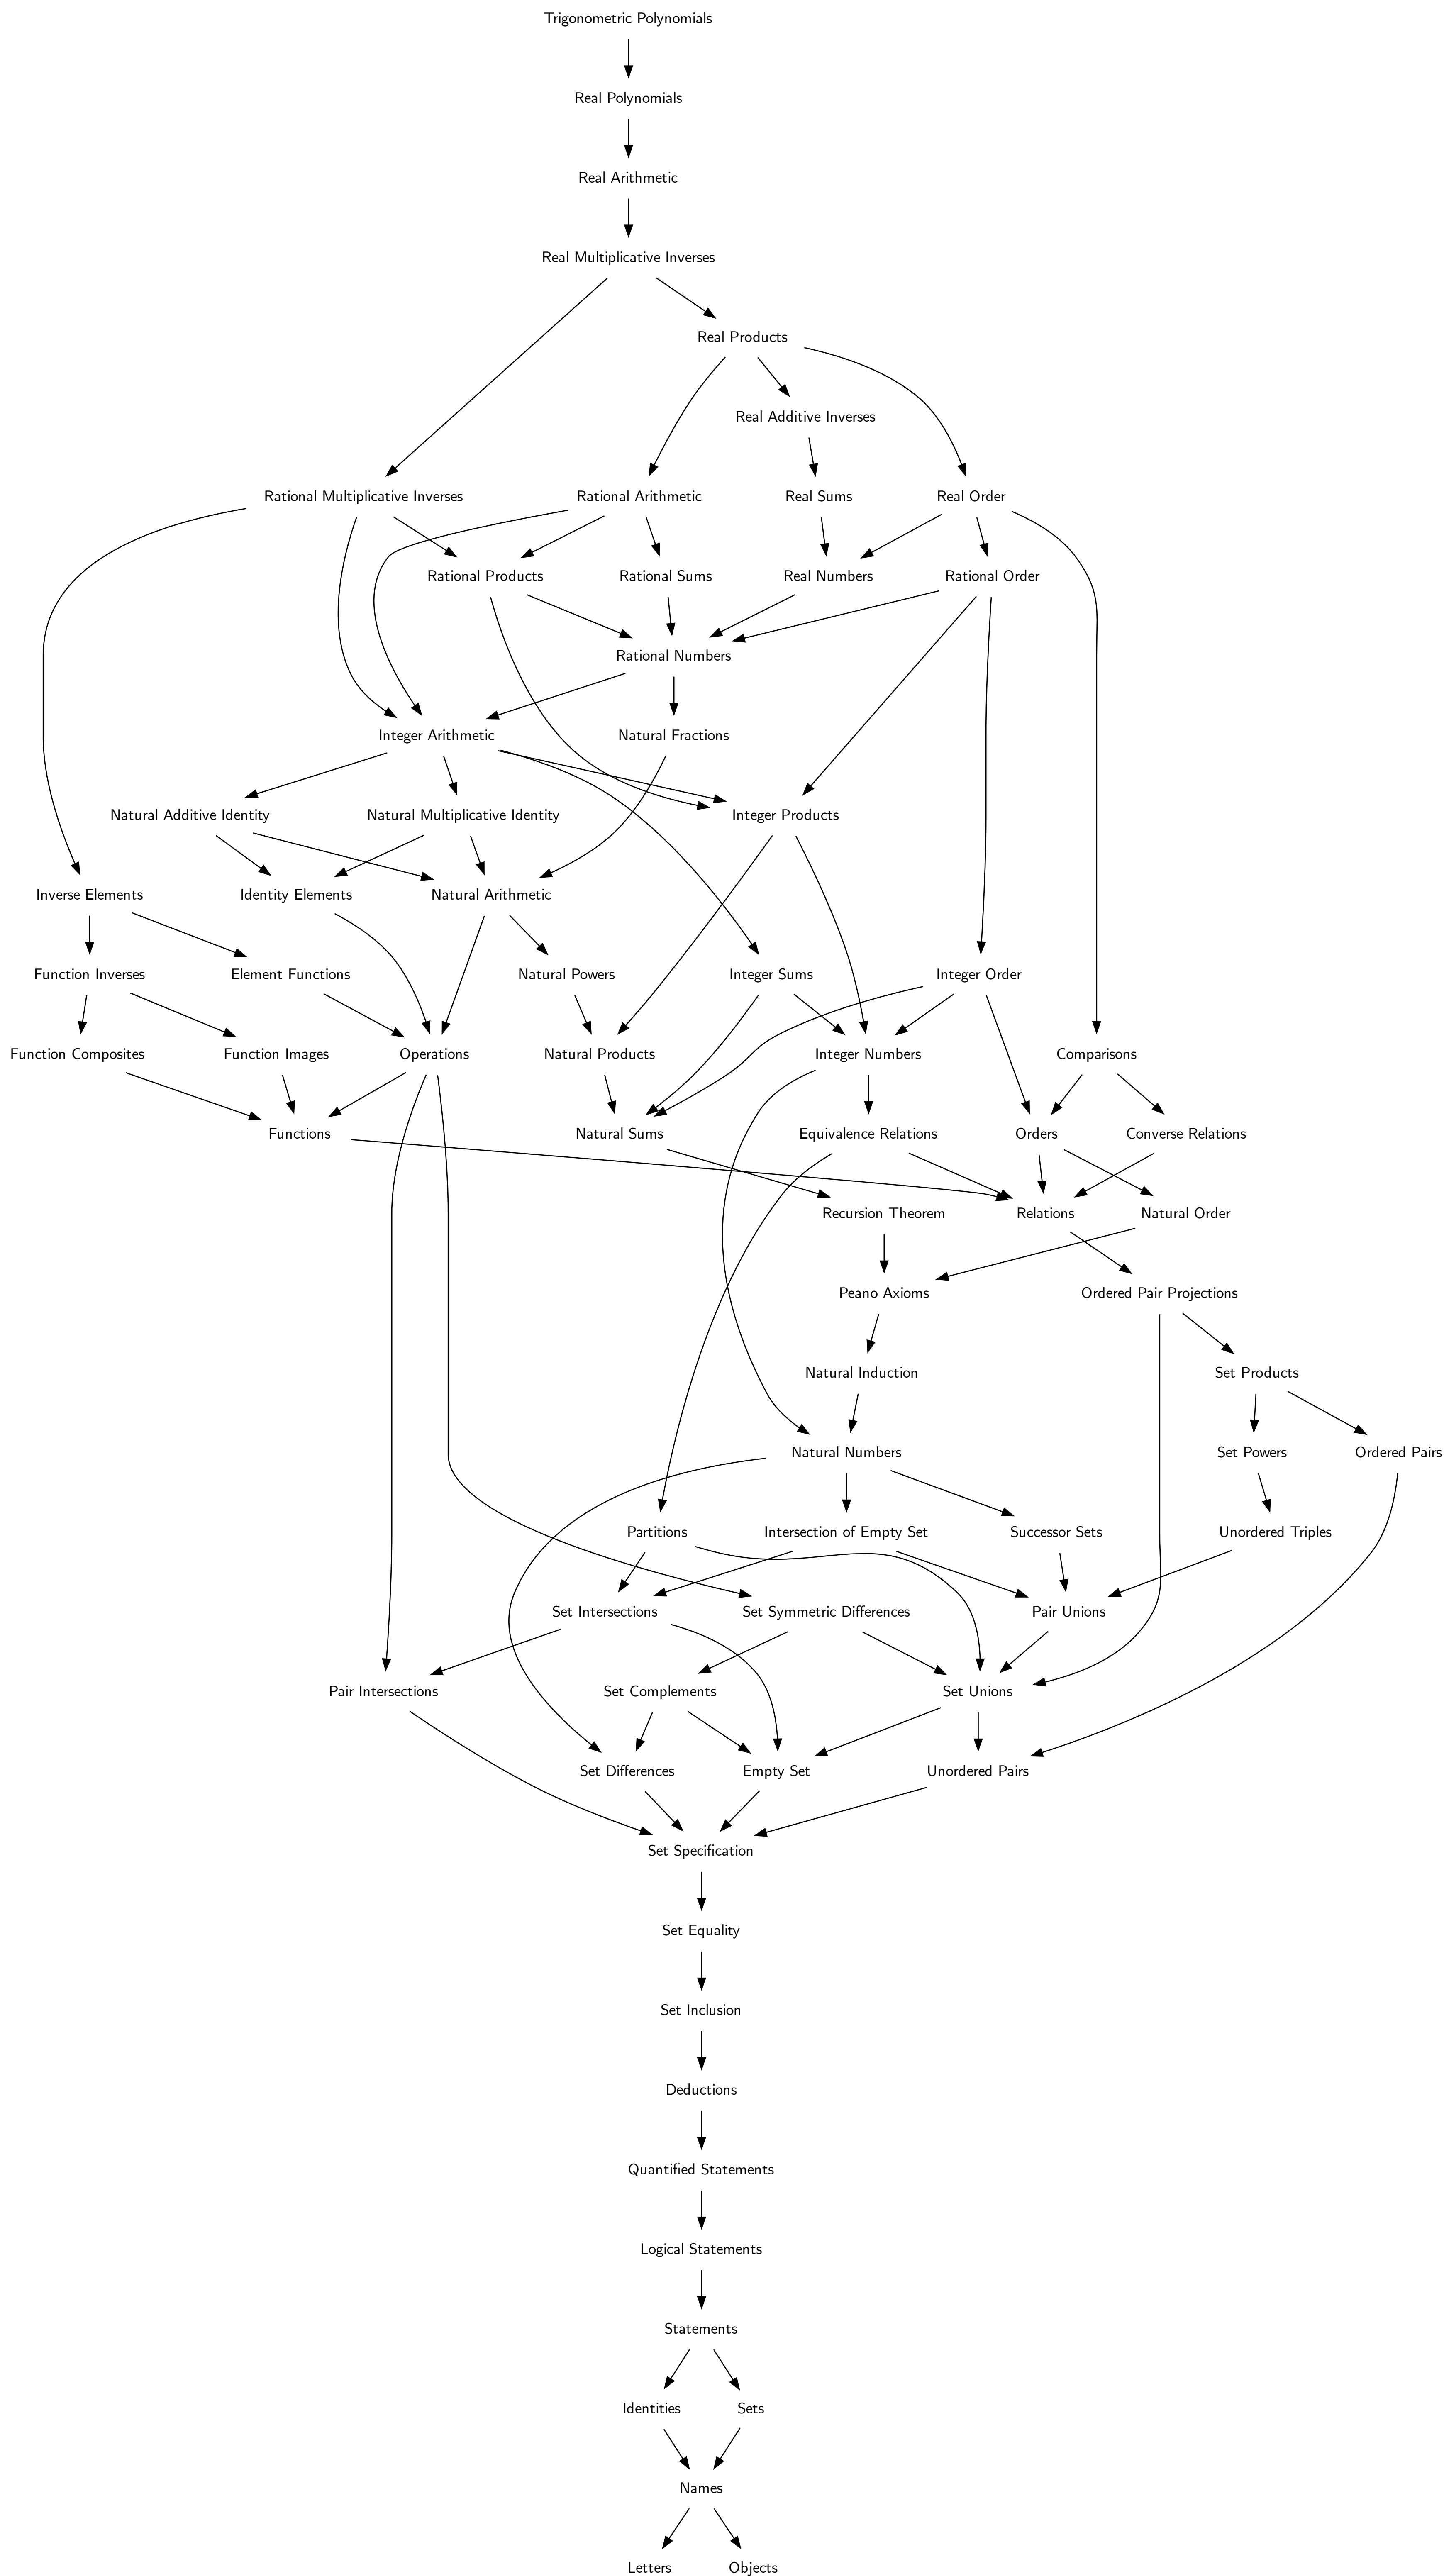 Trigonometric Polynomials
Real Polynomials
Real Arithmetic
Real Multiplicative Inverses
Real Products
Real Additive Inverses
Rational Multiplicative Inverses
Rational Arithmetic
Real Sums
Real Order
Rational Products
Rational Sums
Real Numbers
Rational Order
Rational Numbers
Integer Arithmetic
Natural Fractions
Natural Additive Identity
Natural Multiplicative Identity
Integer Products
Inverse Elements
Identity Elements
Natural Arithmetic
Function Inverses
Element Functions
Natural Powers
Integer Sums
Integer Order
Function Composites
Function Images
Operations
Natural Products
Integer Numbers
Comparisons
Functions
Natural Sums
Equivalence Relations
Orders
Converse Relations
Recursion Theorem
Relations
Natural Order
Peano Axioms
Ordered Pair Projections
Natural Induction
Set Products
Natural Numbers
Set Powers
Ordered Pairs
Partitions
Intersection of Empty Set
Successor Sets
Unordered Triples
Set Intersections
Set Symmetric Differences
Pair Unions
Pair Intersections
Set Complements
Set Unions
Set Differences
Empty Set
Unordered Pairs
Set Specification
Set Equality
Set Inclusion
Deductions
Quantified Statements
Logical Statements
Statements
Identities
Sets
Names
Letters
Objects